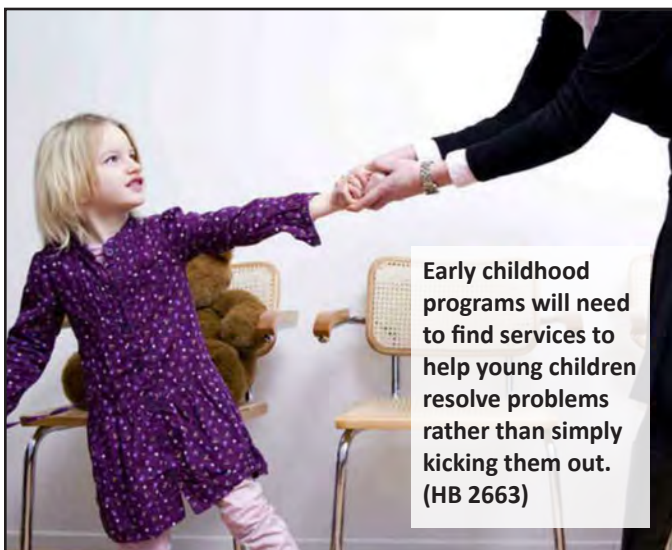 Early childhood
programs will need
to find services to
help young children
resolve problems
rather than simply
kicking them out.
(HB 2663)